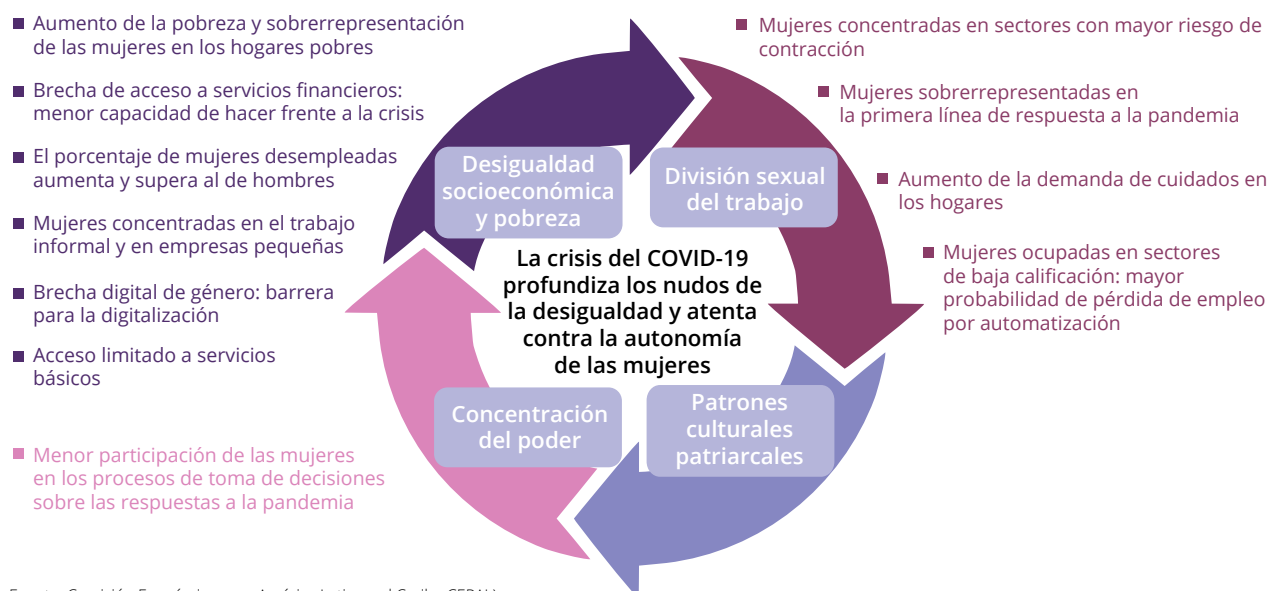 Aumento de la pobreza y sobrerrepresentación
de las mujeres en los hogares pobres
Brecha de acceso a servicios financieros:
menor capacidad de hacer frente a la crisis
El porcentaje de mujeres desempleadas
aumenta y supera al de hombres
Mujeres concentradas en el trabajo
informal y en empresas pequeñas
Brecha digital de género: barrera
para la digitalización
Acceso limitado a servicios
básicos
Menor participación de las mujeres
en los procesos de toma de decisiones
sobre las respuestas a la pandemia
Desigualdad
socioeconómica
y pobreza
División sexual
del trabajo
La crisis del COVID-19
profundiza los nudos de
la desigualdad y atenta
contra la autonomía
de las mujeres
Concentración
del poder
Patrones
culturales
patriarcales
Mujeres concentradas en sectores con mayor riesgo de
contracción
Mujeres sobrerrepresentadas en
la primera línea de respuesta a la pandemia
Aumento de la demanda de cuidados en
los hogares
Mujeres ocupadas en sectores
de baja calificación: mayor
probabilidad de pérdida de empleo
por automatización